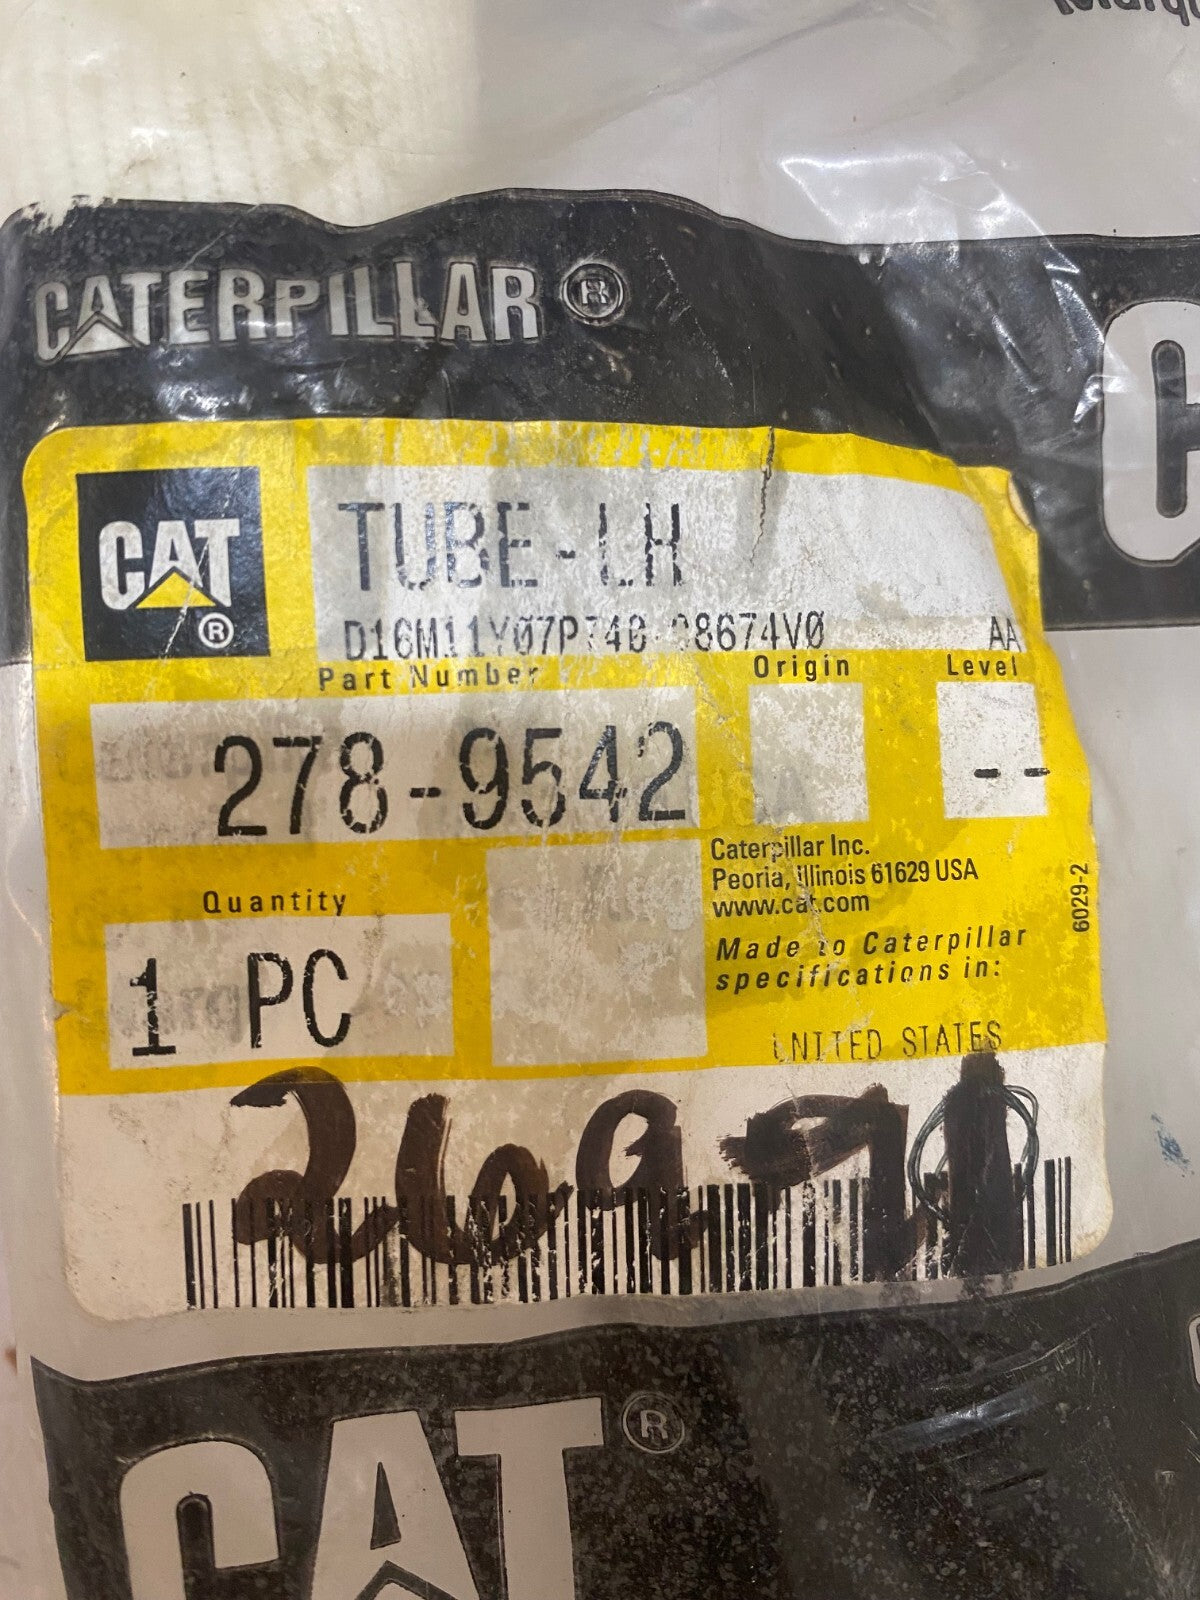 CATERPILLAR®
CAT®
TUBE-LH
AA
Part Number
Origin
Level
278-9542
--
Caterpillar Inc.
Peoria, Illinois 61629 USA
www.cat.com
6029-2
Quantity
1 PC
Made to Caterpillar
specifications in:
UNITED STATES
CAT®